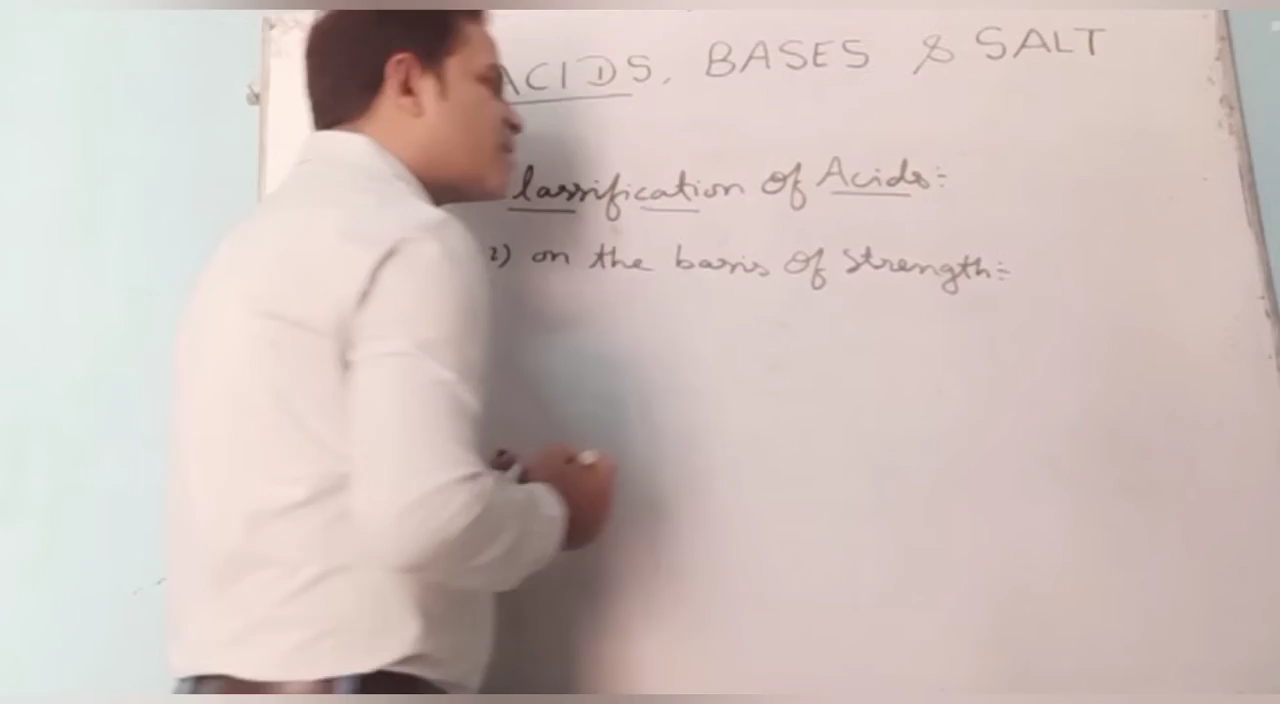 ACIDS, BASES & SALT
lassification of Acids:-
2) on the basis of strength:-